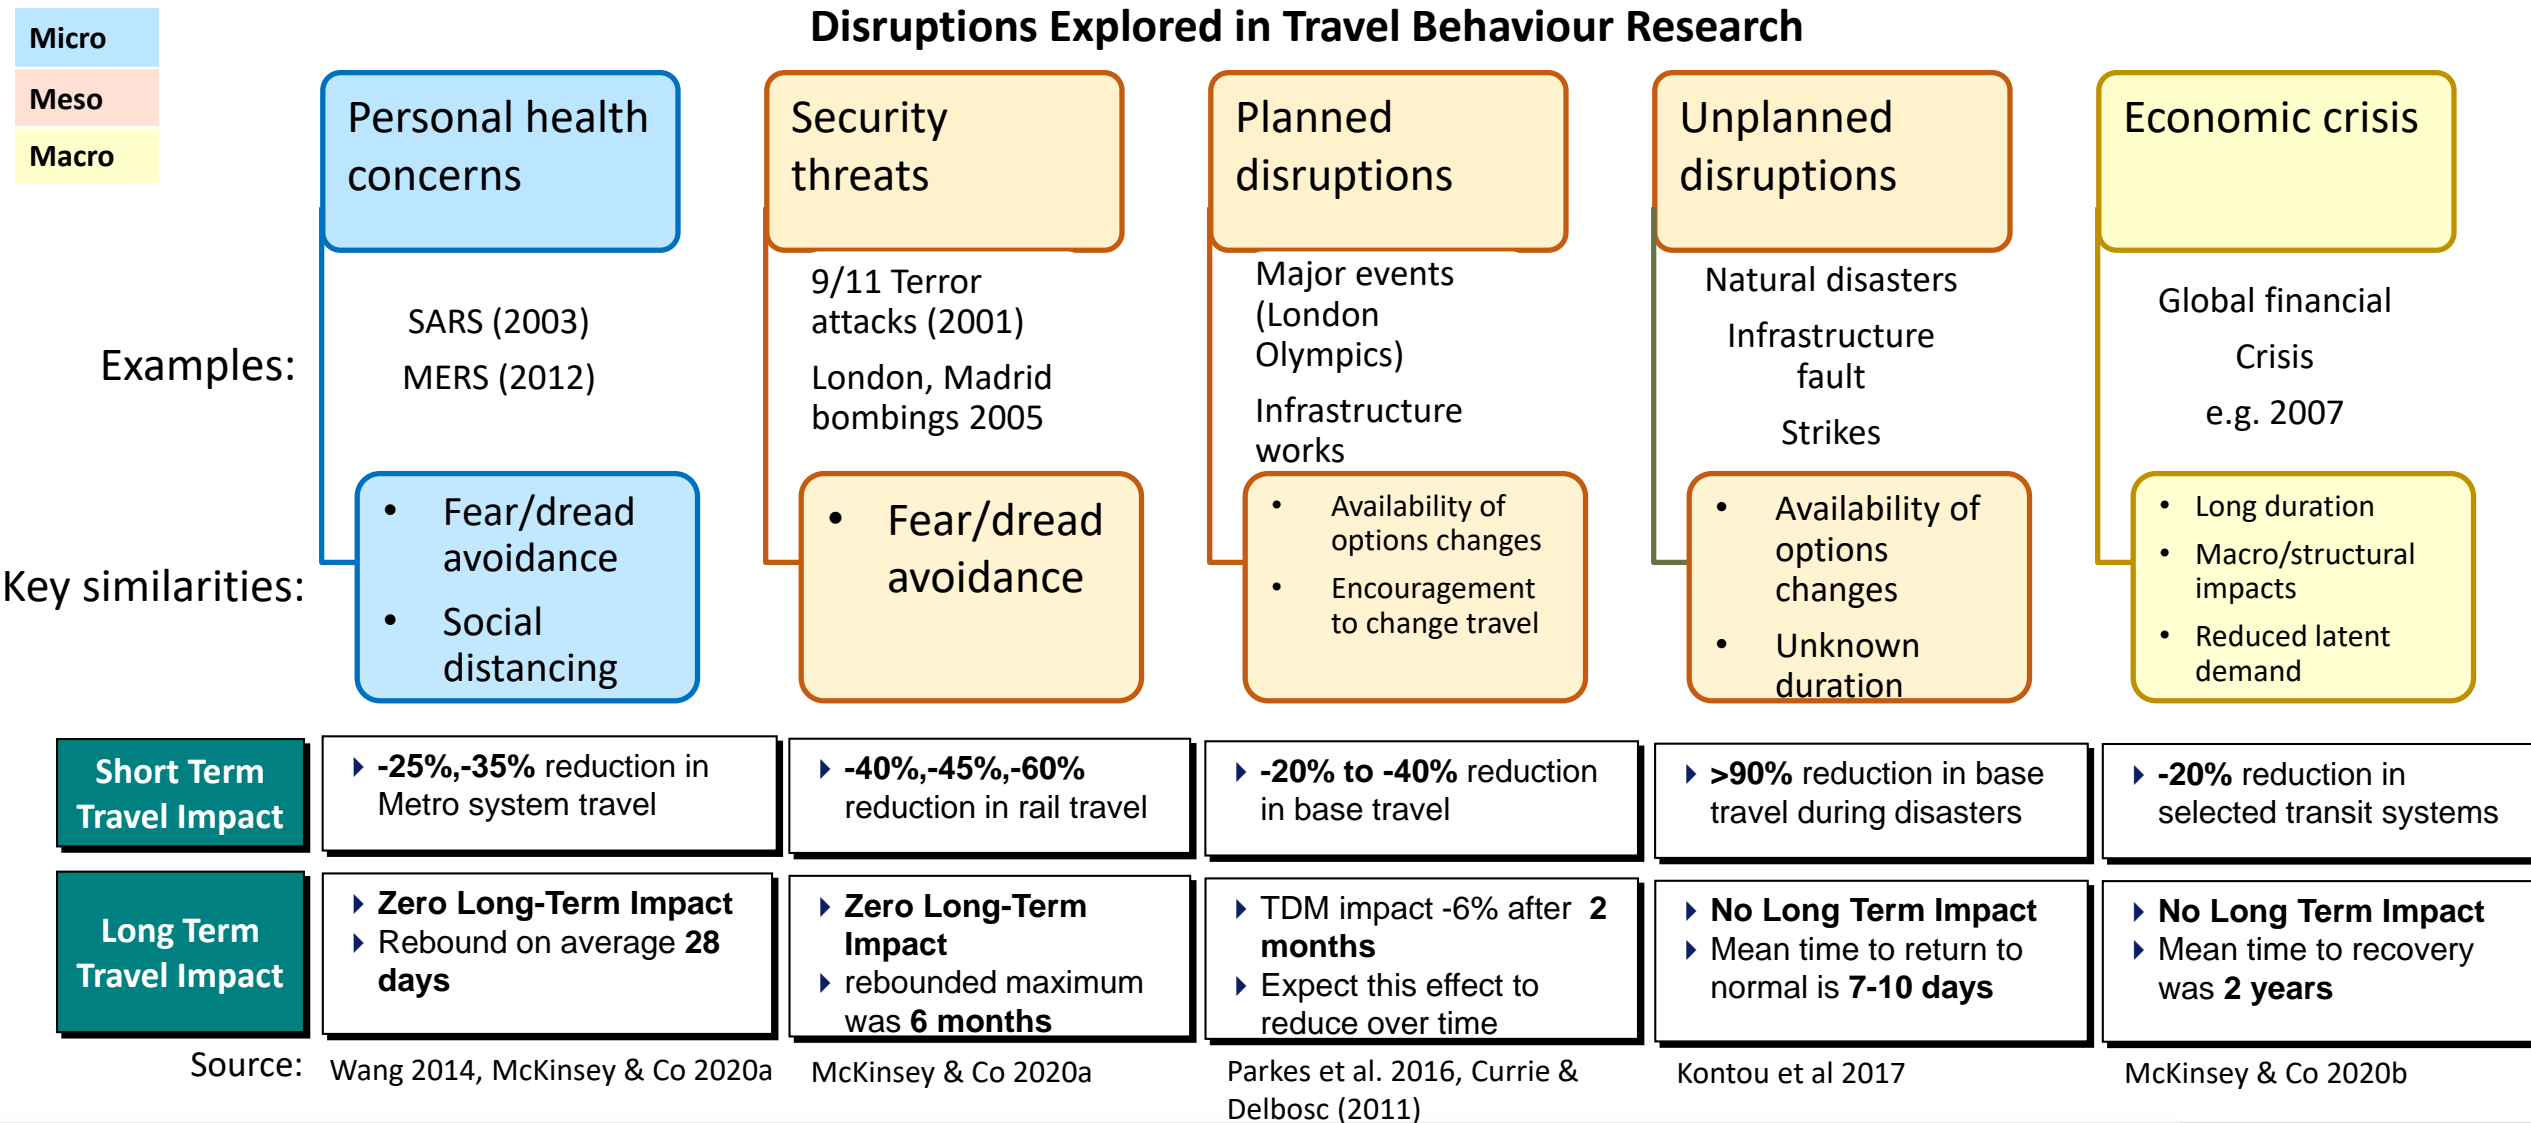 Disruptions Explored in Travel Behaviour Research
Micro
Meso
Macro
Personal health
concerns
Security
threats
Planned
disruptions
Unplanned
disruptions
Economic crisis
Examples:
SARS (2003)
MERS (2012)
9/11 Terror
attacks (2001)
London, Madrid
bombings 2005
Major events
(London
Olympics)
Infrastructure
works
Natural disasters
Infrastructure
fault
Strikes
Global financial
Crisis
e.g. 2007
Key similarities:
• Fear/dread
avoidance
• Social
distancing
• Fear/dread
avoidance
• Availability of
options changes
• Encouragement
to change travel
• Availability of
options
changes
• Unknown
duration
• Long duration
• Macro/structural
impacts
• Reduced latent
demand
Short Term
Travel Impact
-25%,-35% reduction in
Metro system travel
-40%,-45%,-60%
reduction in rail travel
-20% to -40% reduction
in base travel
>90% reduction in base
travel during disasters
-20% reduction in
selected transit systems
Long Term
Travel Impact
Zero Long-Term Impact
Rebound on average 28
days
Zero Long-Term
Impact
rebounded maximum
was 6 months
TDM impact -6% after 2
months
Expect this effect to
reduce over time
No Long Term Impact
Mean time to return to
normal is 7-10 days
No Long Term Impact
Mean time to recovery
was 2 years
Source:
Wang 2014, McKinsey & Co 2020a
McKinsey & Co 2020a
Parkes et al. 2016, Currie &
Delbosc (2011)
Kontou et al 2017
McKinsey & Co 2020b